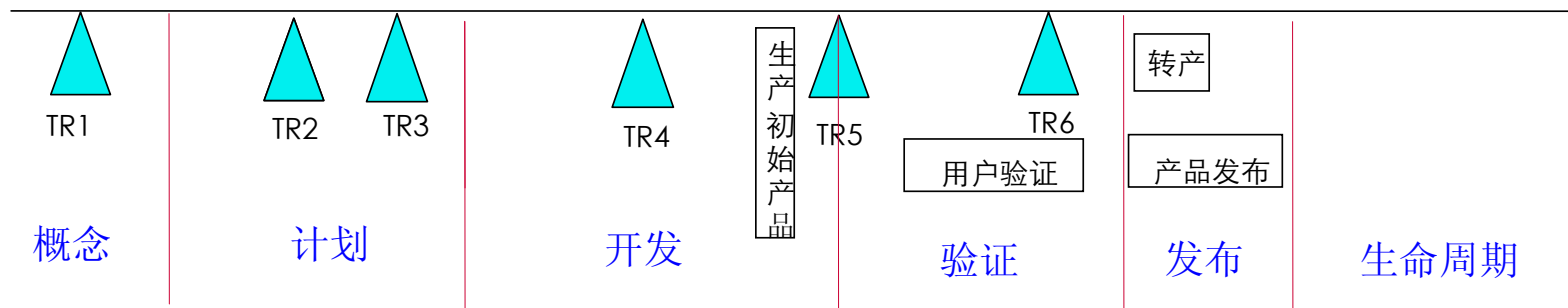 TR1
TR2
TR3
TR4
生产初始产品
TR5
TR6
转产
用户验证
产品发布
概念
计划
开发
验证
发布
生命周期